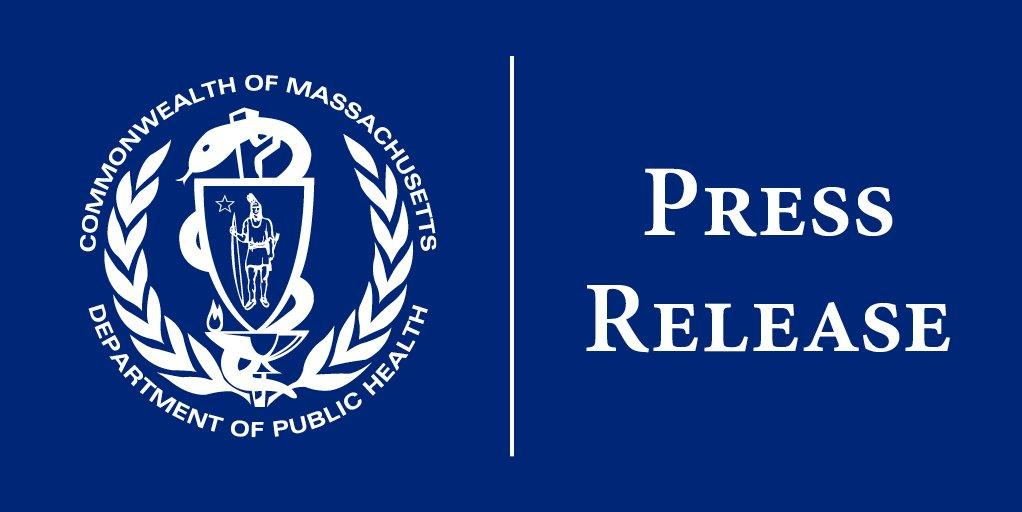 COMMONWEALTH OF MASSACHUSETTS
DEPARTMENT OF PUBLIC HEALTH
PRESS
RELEASE